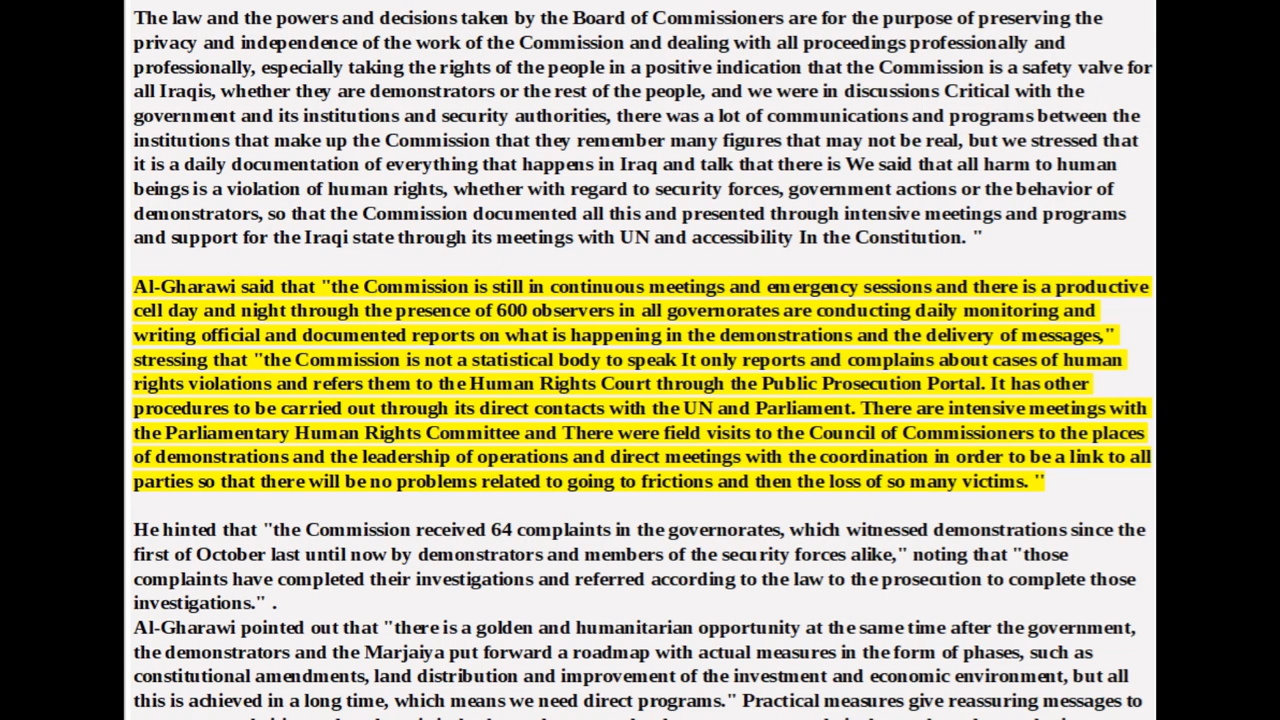 The law and the powers and decisions taken by the Board of Commissioners are for the purpose of preserving the
privacy and independence of the work of the Commission and dealing with all proceedings professionally and
professionally, especially taking the rights of the people in a positive indication that the Commission is a safety valve for
all Iraqis, whether they are demonstrators or the rest of the people, and we were in discussions Critical with the
government and its institutions and security authorities, there was a lot of communications and programs between the
institutions that make up the Commission that they remember many figures that may not be real, but we stressed that
it is a daily documentation of everything that happens in Iraq and talk that there is We said that all harm to human
beings is a violation of human rights, whether with regard to security forces, government actions or the behavior of
demonstrators, so that the Commission documented all this and presented through intensive meetings and programs
and support for the Iraqi state through its meetings with UN and accessibility In the Constitution. "
Al-Gharawi said that "the Commission is still in continuous meetings and emergency sessions and there is a productive
cell day and night through the presence of 600 observers in all governorates are conducting daily monitoring and
writing official and documented reports on what is happening in the demonstrations and the delivery of messages,"
stressing that "the Commission is not a statistical body to speak It only reports and complains about cases of human
rights violations and refers them to the Human Rights Court through the Public Prosecution Portal. It has other
procedures to be carried out through its direct contacts with the UN and Parliament. There are intensive meetings with
the Parliamentary Human Rights Committee and There were field visits to the Council of Commissioners to the places
of demonstrations and the leadership of operations and direct meetings with the coordination in order to be a link to all
parties so that there will be no problems related to going to frictions and then the loss of so many victims. ''
He hinted that "the Commission received 64 complaints in the governorates, which witnessed demonstrations since the
first of October last until now by demonstrators and members of the security forces alike," noting that "those
complaints have completed their investigations and referred according to the law to the prosecution to complete those
investigations." .
Al-Gharawi pointed out that "there is a golden and humanitarian opportunity at the same time after the government,
the demonstrators and the Marjaiya put forward a roadmap with actual measures in the form of phases, such as
constitutional amendments, land distribution and improvement of the investment and economic environment, but all
this is achieved in a long time, which means we need direct programs." Practical measures give reassuring messages to